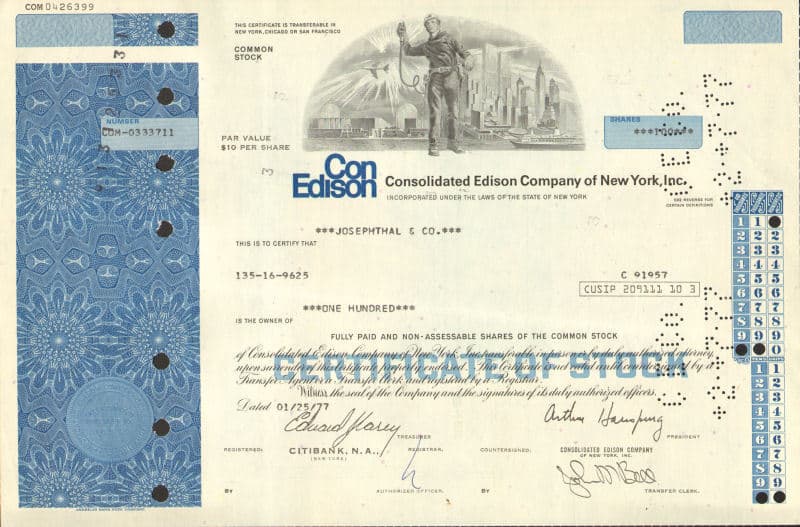 COM 0426399
THIS CERTIFICATE IS TRANSFERABLE IN
NEW YORK, CHICAGO OR SAN FRANCISCO
COMMON
STOCK
NUMBER
COM-0333711
SHARES
***100***
PAR VALUE
$10 PER SHARE
Con
Edison
Consolidated Edison Company of New York, Inc.
INCORPORATED UNDER THE LAWS OF THE STATE OF NEW YORK
SEE REVERSE FOR
CERTAIN DEFINITIONS
***JOSEPHTHAL & CO.***
THIS IS TO CERTIFY THAT
135-16-9625
C 91957
CUSIP 209111 10 3
***ONE HUNDRED***
IS THE OWNER OF
FULLY PAID AND NON-ASSESSABLE SHARES OF THE COMMON STOCK
CERTIFICATE OF STOCK
of Consolidated Edison Company of New York, Inc. transferable in person or by duly authorized attorney,
upon surrender of this certificate properly endorsed. This certificate is not valid until countersigned by a
Transfer Agent or a Transfer Clerk and registered by a Registrar.
Witness, the seal of the Company and the signatures of its duly authorized officers.
Dated 01/25/77
TREASURER
PRESIDENT
REGISTERED:
CITIBANK, N.A.,
(NEW YORK)
REGISTRAR,
COUNTERSIGNED:
CONSOLIDATED EDISON COMPANY
OF NEW YORK, INC.
BY
AUTHORIZED OFFICER.
BY
TRANSFER CLERK.
AMERICAN BANK NOTE COMPANY